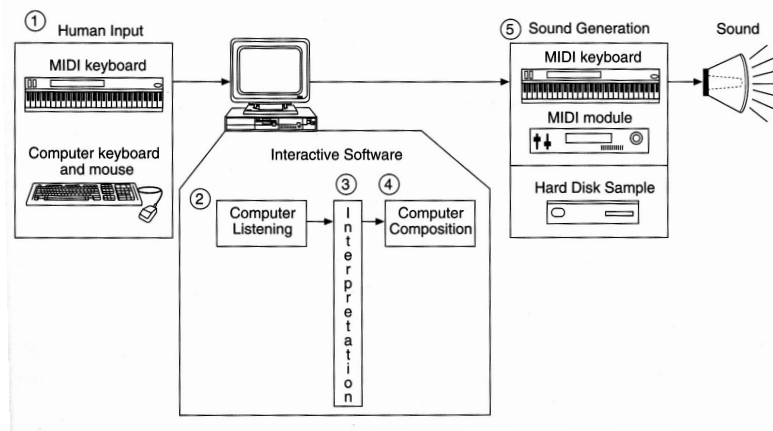 ① Human Input
MIDI keyboard
Computer keyboard
and mouse
Interactive Software
②
Computer
Listening
③
Interpretation
④
Computer
Composition
⑤ Sound Generation
MIDI keyboard
MIDI module
Hard Disk Sample
Sound